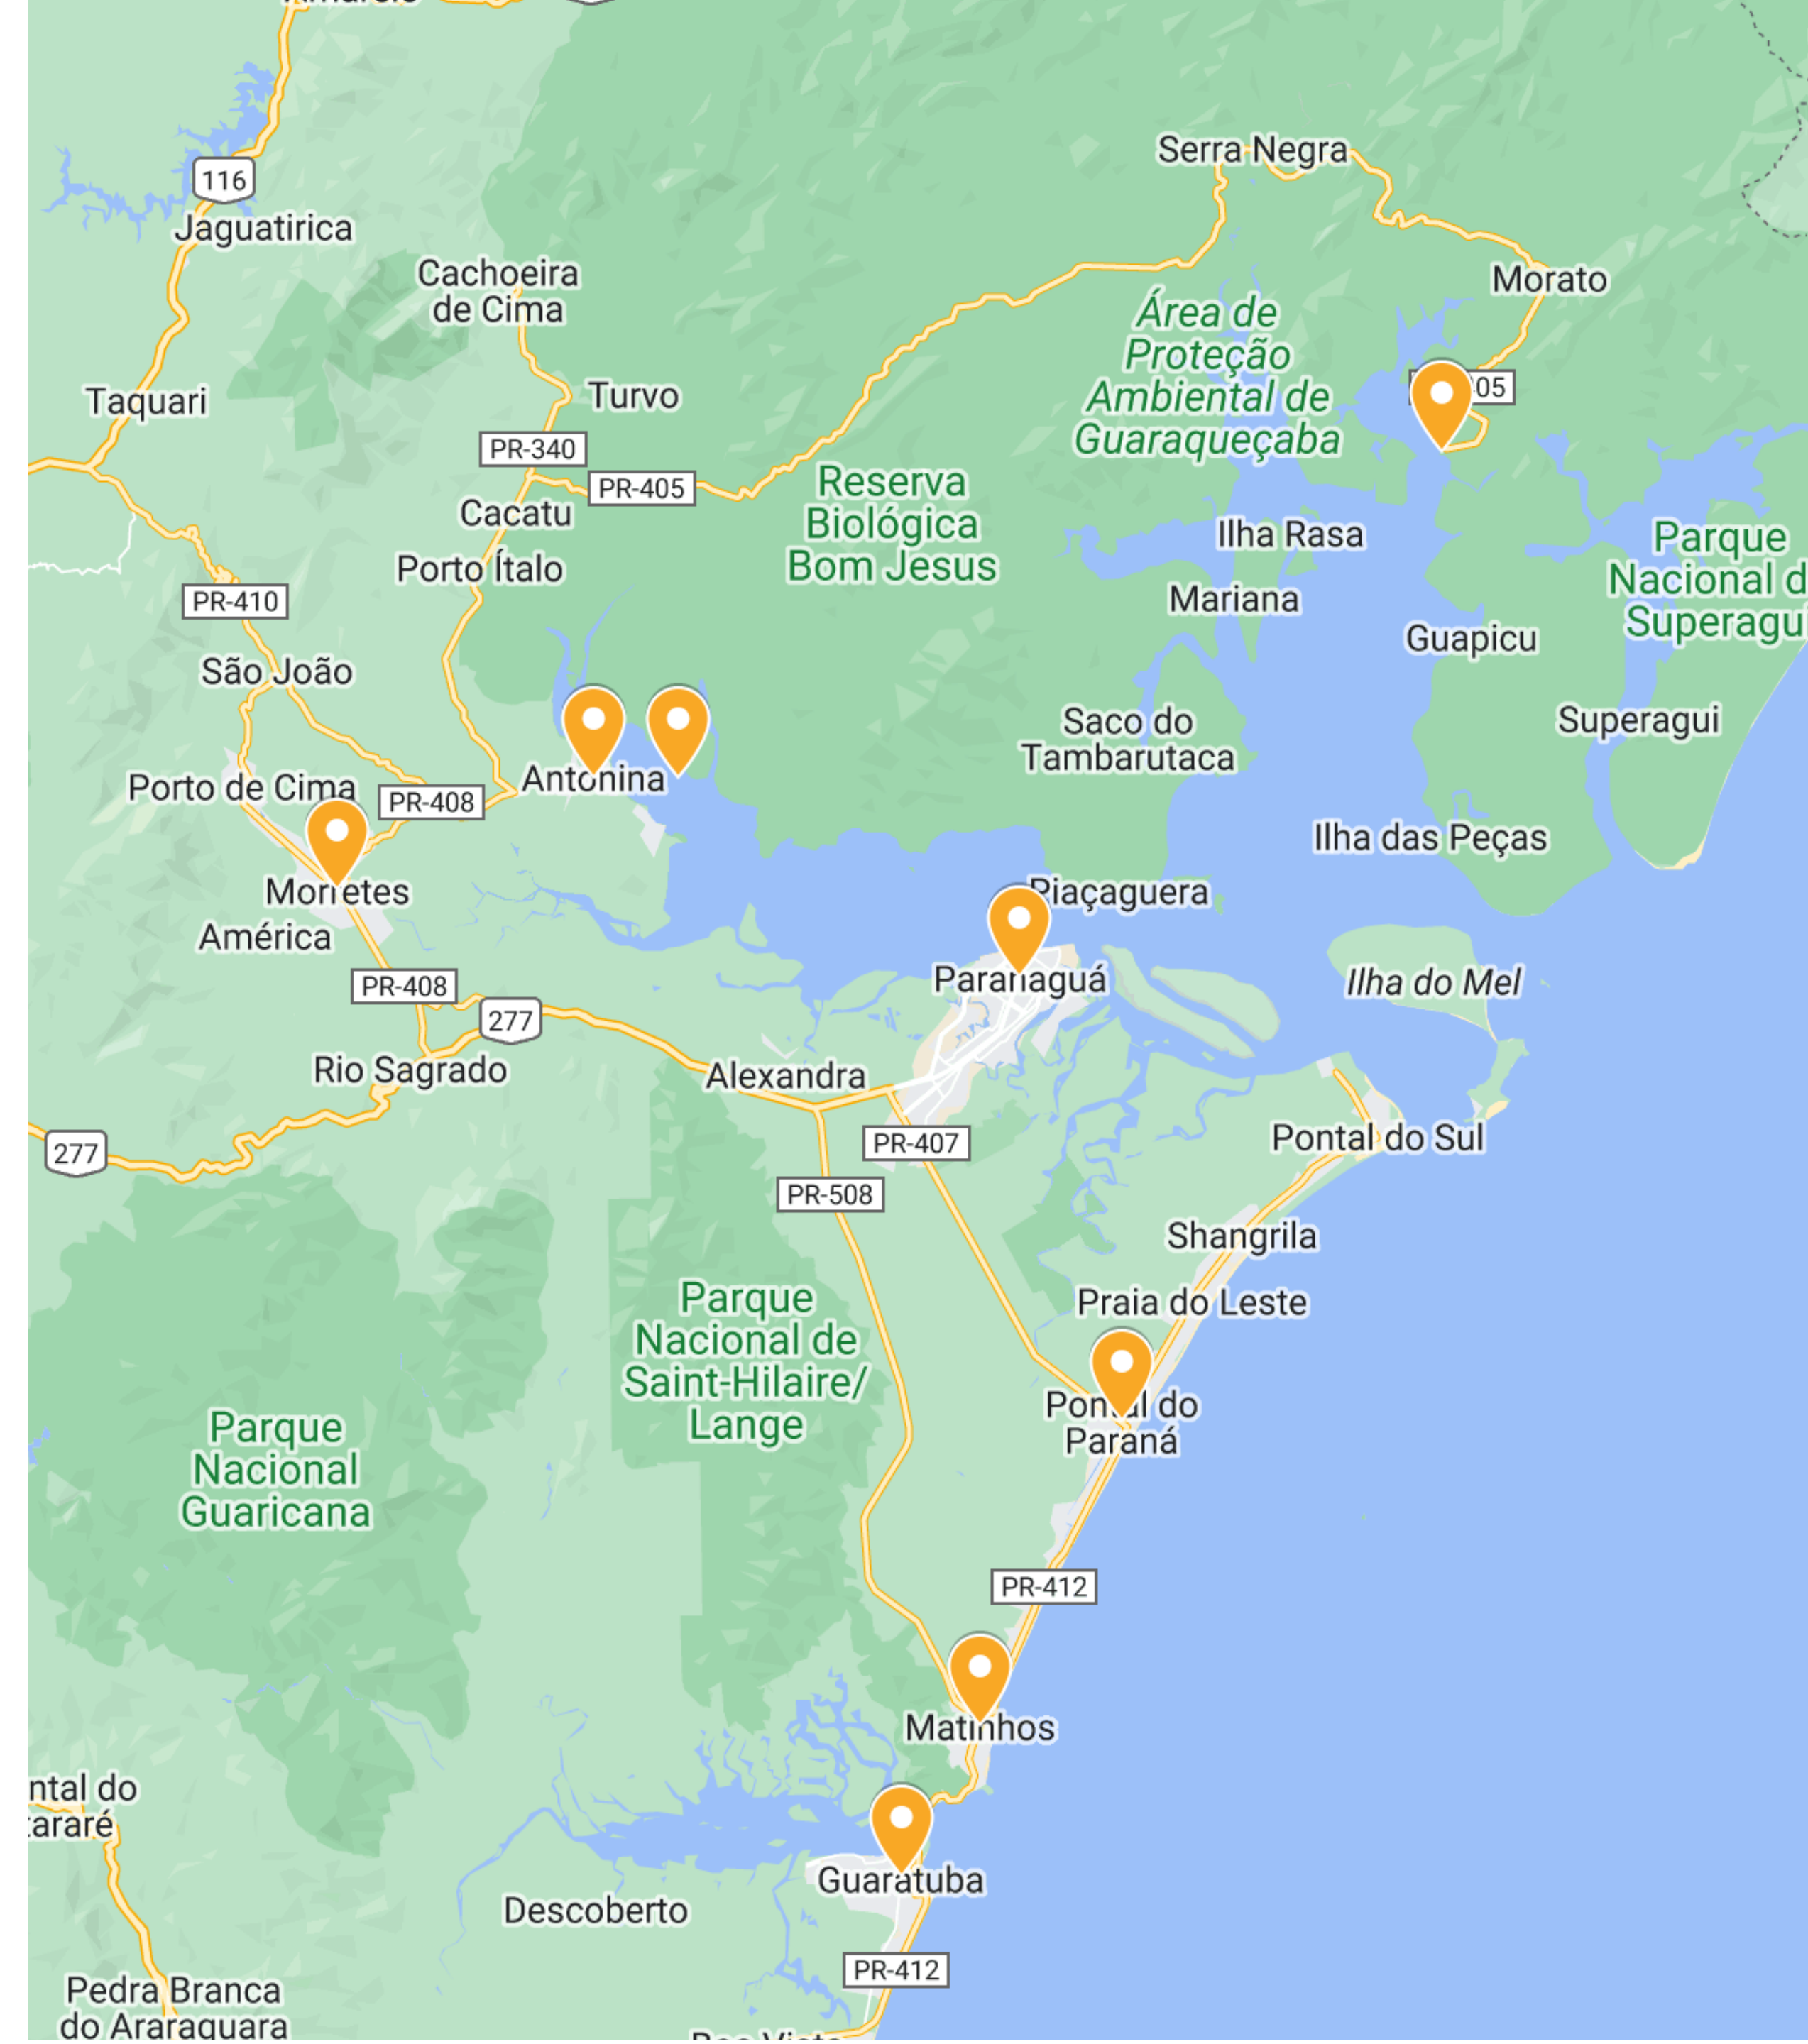 Serra Negra
116
Jaguatirica
Cachoeira
de Cima
Morato
Área de
Proteção
Ambiental de
Guaraqueçaba
Taquari
Turvo
05
PR-340
PR-405
Reserva
Biológica
Bom Jesus
Cacatu
Ilha Rasa
Parque
Nacional d
Superagu
Porto Ítalo
PR-410
Mariana
Guapicu
São João
Saco do
Tambarutaca
Superagui
Antonina
Porto de Cima
PR-408
Ilha das Peças
Morretes
Piaçaguera
América
PR-408
Paranaguá
Ilha do Mel
277
Rio Sagrado
Alexandra
277
PR-407
Pontal do Sul
PR-508
Shangrila
Parque
Nacional de
Saint-Hilaire/
Lange
Praia do Leste
Pontal do
Paraná
Parque
Nacional
Guaricana
PR-412
Matinhos
ntal do
araré
Guaratuba
Descoberto
PR-412
Pedra Branca
do Araraquara